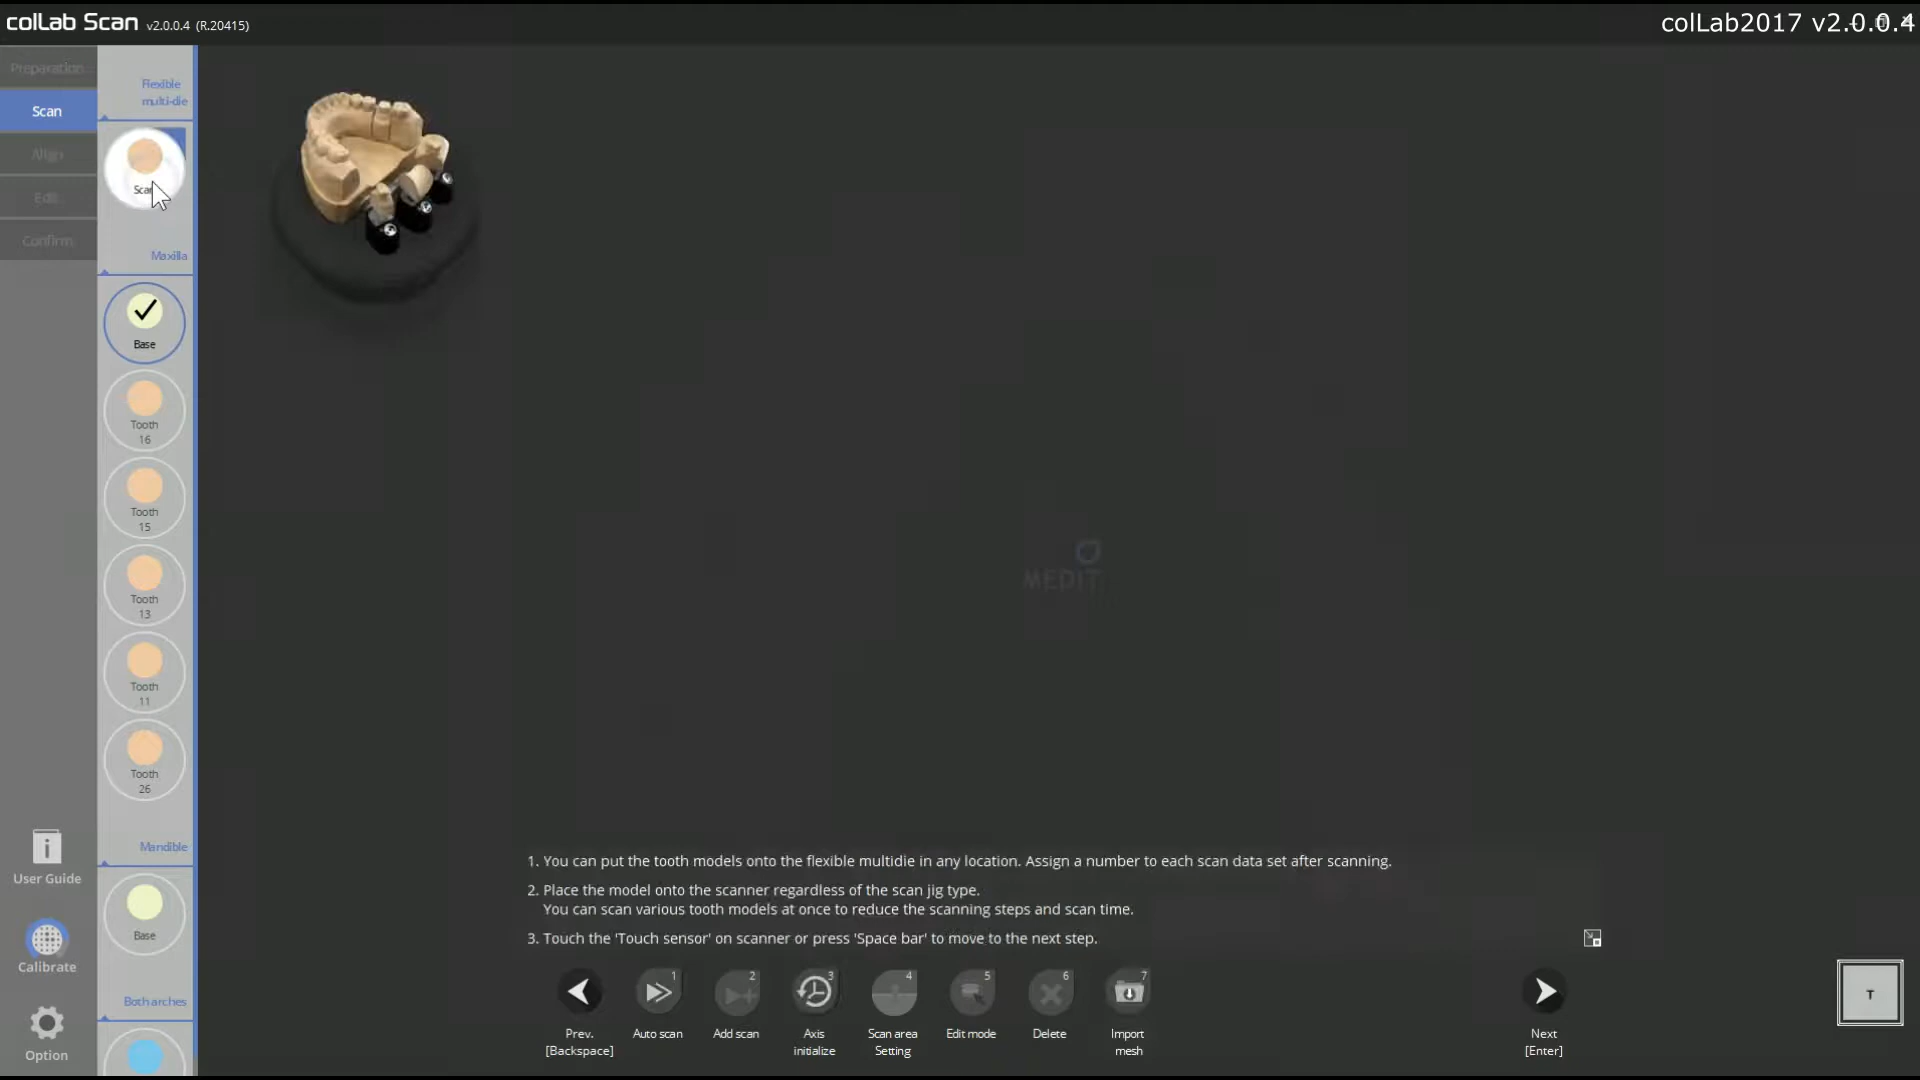 colLab Scan v2.0.0.4 (R.20415)
colLab2017 v2.0.0.4
Preparation
Scan
Align
Edit
Confirm
Flexible
multi-die
Scan
Maxilla
Base
Tooth
16
Tooth
15
Tooth
13
Tooth
11
Tooth
26
Mandible
Base
Both arches
User Guide
Calibrate
Option
MEDIT
1. You can put the tooth models onto the flexible multidie in any location. Assign a number to each scan data set after scanning.
2. Place the model onto the scanner regardless of the scan jig type.
You can scan various tooth models at once to reduce the scanning steps and scan time.
3. Touch the 'Touch sensor' on scanner or press 'Space bar' to move to the next step.
1 2 3 4 5 6 7
Prev.
[Backspace]
Auto scan
Add scan
Axis
initialize
Scan area
Setting
Edit mode
Delete
Import
mesh
Next
[Enter]
T